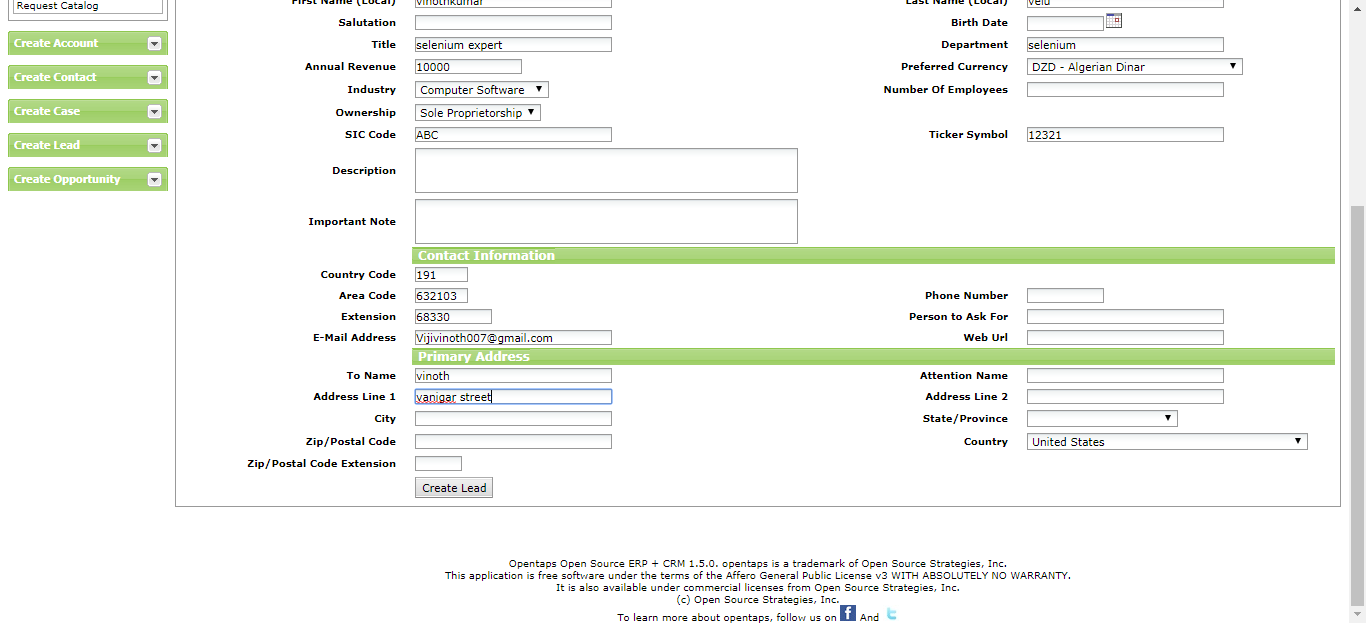 Request Catalog
Create Account
Create Contact
Create Case
Create Lead
Create Opportunity
First Name (Local) vinothkumar Last Name (Local) velu
Salutation Birth Date
Title selenium expert Department selenium
Annual Revenue 10000 Preferred Currency DZD - Algerian Dinar
Industry Computer Software Number Of Employees
Ownership Sole Proprietorship
SIC Code ABC Ticker Symbol 12321
Description
Important Note
Contact Information
Country Code 191
Area Code 632103 Phone Number
Extension 68330 Person to Ask For
E-Mail Address Vijivinoth007@gmail.com Web Url
Primary Address
To Name vinoth Attention Name
Address Line 1 vanigar street Address Line 2
City State/Province
Zip/Postal Code Country United States
Zip/Postal Code Extension
Create Lead
Opentaps Open Source ERP + CRM 1.5.0. opentaps is a trademark of Open Source Strategies, Inc.
This application is free software under the terms of the Affero General Public License v3 WITH ABSOLUTELY NO WARRANTY.
It is also available under commercial licenses from Open Source Strategies, Inc.
(c) Open Source Strategies, Inc.
To learn more about opentaps, follow us on f And t